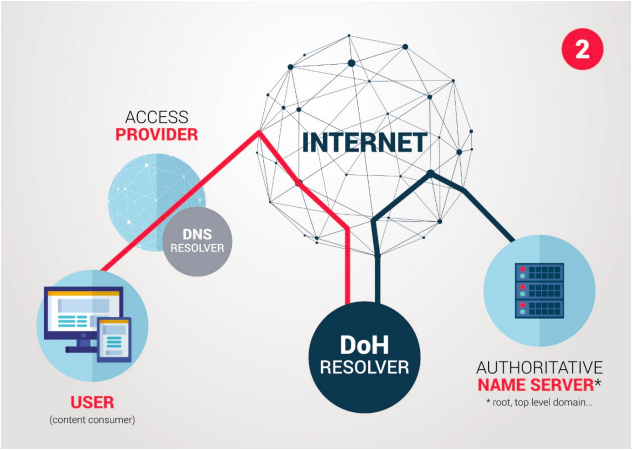 2
ACCESS
PROVIDER
INTERNET
DNS
RESOLVER
DoH
RESOLVER
USER
(content consumer)
AUTHORITATIVE
NAME SERVER*
* root, top level domain...